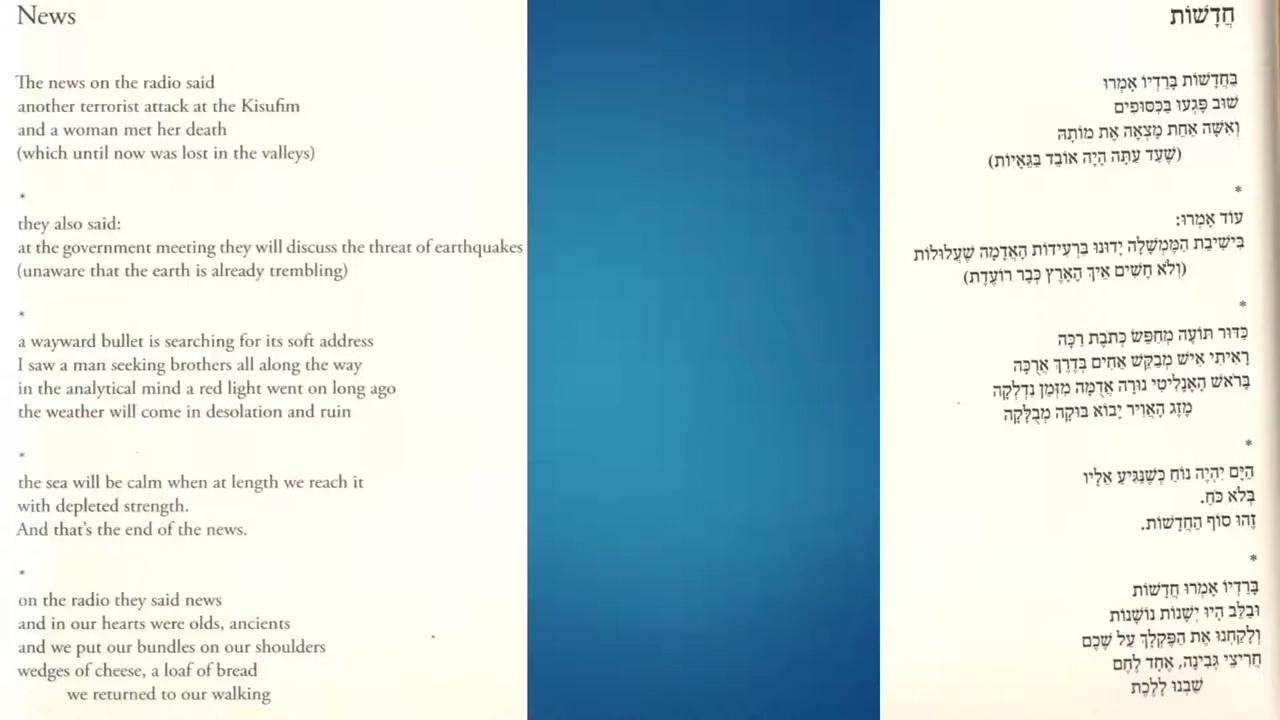 News
The news on the radio said
another terrorist attack at the Kisufim
and a woman met her death
(which until now was lost in the valleys)
*
they also said:
at the government meeting they will discuss the threat of earthquakes
(unaware that the earth is already trembling)
*
a wayward bullet is searching for its soft address
I saw a man seeking brothers all along the way
in the analytical mind a red light went on long ago
the weather will come in desolation and ruin
*
the sea will be calm when at length we reach it
with depleted strength.
And that's the end of the news.
*
on the radio they said news
and in our hearts were olds, ancients
and we put our bundles on our shoulders
wedges of cheese, a loaf of bread
we returned to our walking
חֲדָשׁוֹת
בַּחֲדָשׁוֹת בָּרַדְיוֹ אָמְרוּ
שׁוּב פָּגְעוּ בַּכִּסּוּפִים
וְאִשָּׁה אַחַת מָצְאָה אֶת מוֹתָהּ
(שֶׁעַד עַתָּה הָיָה אוֹבֵד בַּגֵּאָיוֹת)
*
עוֹד אָמְרוּ:
בִּישִׁיבַת הַמֶּמְשָׁלָה יָדוּנוּ בִּרְעִידוֹת הָאֲדָמָה שֶׁעֲלוּלוֹת
(וְלֹא חָשִׁים אֵיךְ הָאָרֶץ כְּבָר רוֹעֶדֶת)
*
כַּדּוּר תּוֹעֶה מְחַפֵּשׂ כְּתֹבֶת רַכָּה
רָאִיתִי אִישׁ מְבַקֵּשׁ אַחִים בְּדֶרֶךְ אֲרֻכָּה
בָּרֹאשׁ הָאָנָלִיטִי נוּרָה אֲדֻמָּה מִזְּמַן נִדְלְקָה
מֶזֶג הָאֲוִיר יָבוֹא בּוּקָה מְבֻלָּקָה
*
הַיָּם יִהְיֶה נוֹחַ כְּשֶׁנַּגִּיעַ אֵלָיו
בְּלֹא כֹּחַ.
זֶהוּ סוֹף הַחֲדָשׁוֹת.
*
בָּרַדְיוֹ אָמְרוּ חֲדָשׁוֹת
וּבַלֵּב הָיוּ יְשָׁנוֹת נוֹשָׁנוֹת
וְלָקַחְנוּ אֶת הַפֶּקְלָךְ עַל שֶׁכֶם
חֲרִיצֵי גְּבִינָה, אֶחָד לֶחֶם
שַׁבְנוּ לָלֶכֶת